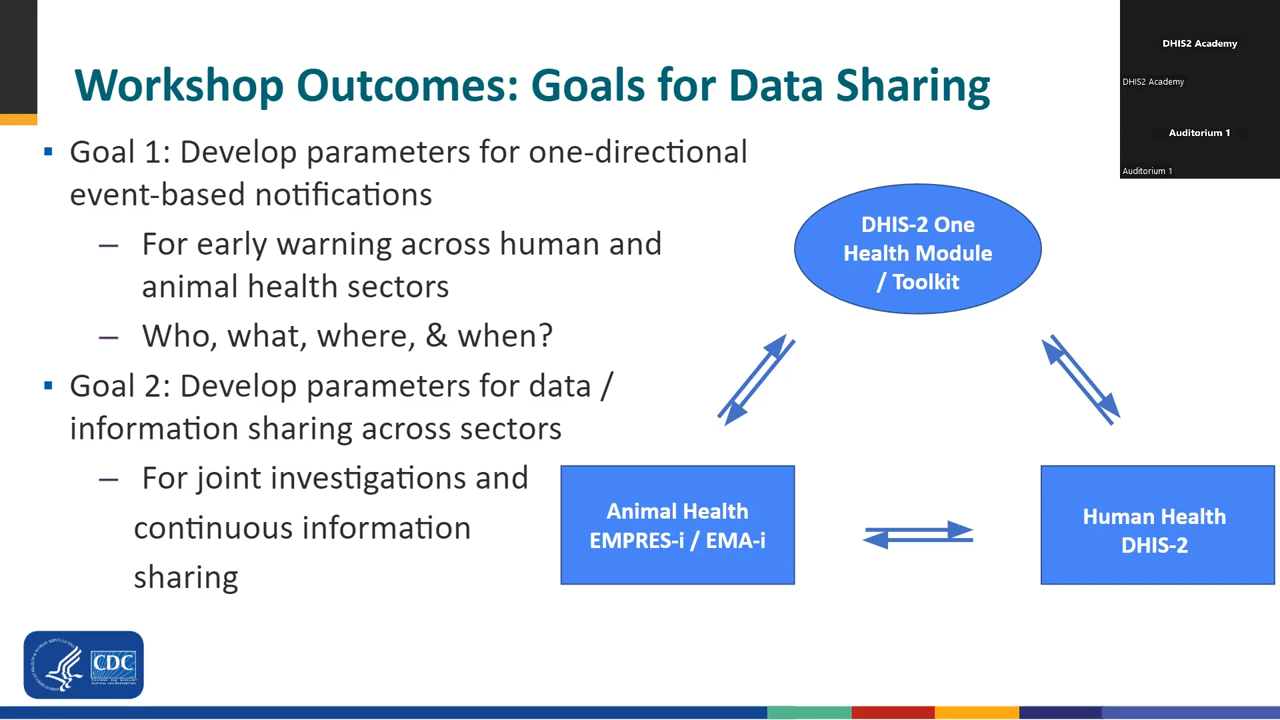 Workshop Outcomes: Goals for Data Sharing
▪ Goal 1: Develop parameters for one-directional
event-based notifications
– For early warning across human and
animal health sectors
– Who, what, where, & when?
▪ Goal 2: Develop parameters for data /
information sharing across sectors
– For joint investigations and
continuous information
sharing
DHIS-2 One
Health Module
/ Toolkit
Animal Health
EMPRES-i / EMA-i
Human Health
DHIS-2
DHIS2 Academy
DHIS2 Academy
Auditorium 1
Auditorium 1
CDC